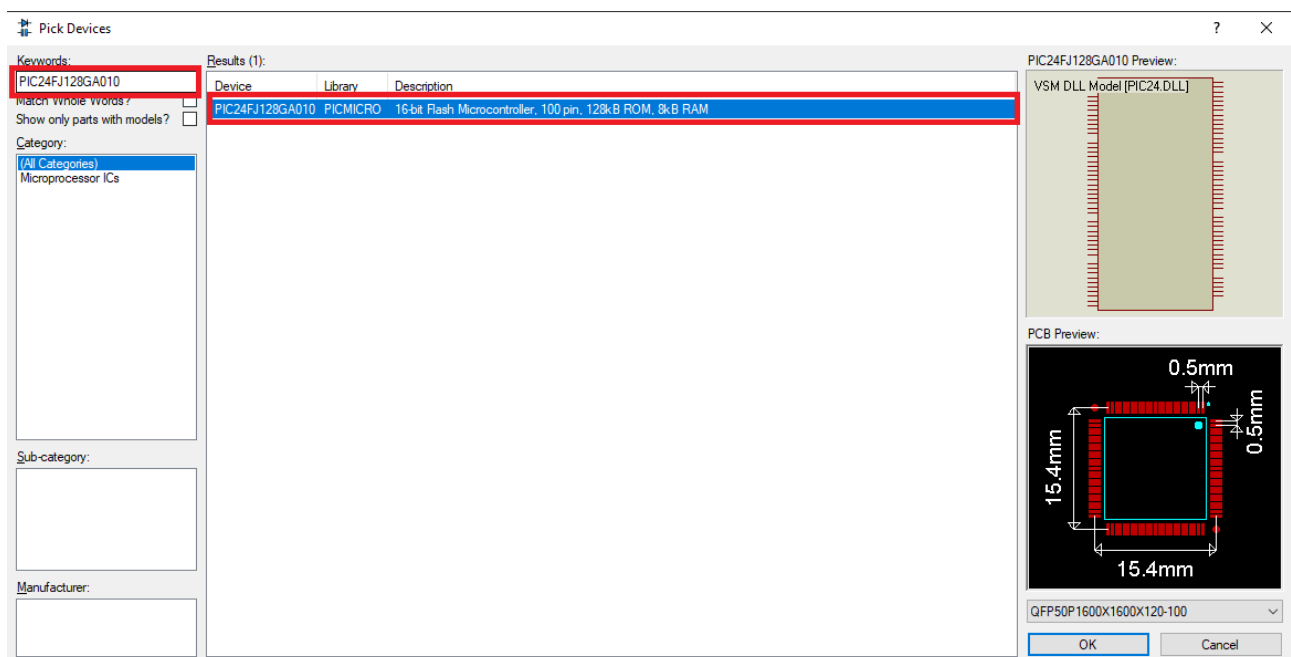 Pick Devices
?
Keywords:
PIC24FJ128GA010
Match Whole Words?
Show only parts with models?
Category:
(All Categories)
Microprocessor ICs
Sub-category:
Manufacturer:
Results (1):
Device Library Description
PIC24FJ128GA010 PICMICRO 16-bit Flash Microcontroller, 100 pin, 128kB ROM, 8kB RAM
PIC24FJ128GA010 Preview:
VSM DLL Model [PIC24.DLL]
PCB Preview:
0.5mm
0.5mm
15.4mm
15.4mm
QFP50P1600X1600X120-100
OK Cancel